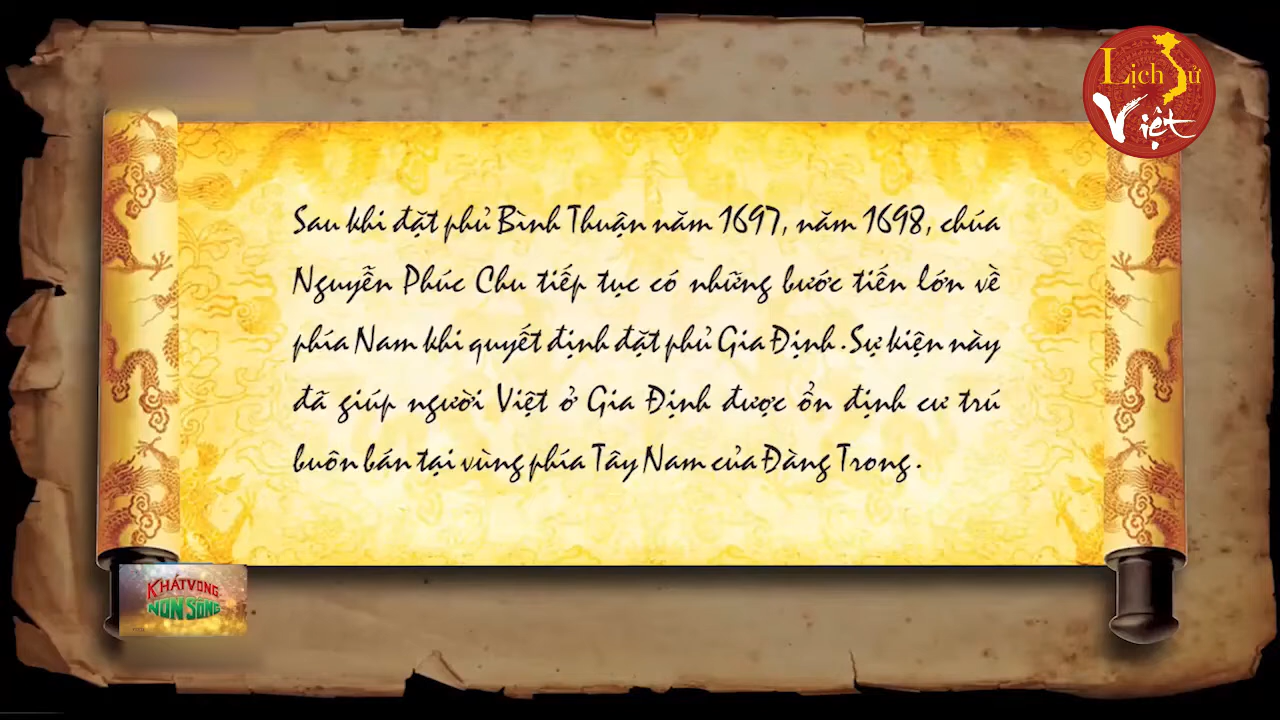 Lịch Sử
Việt
Sau khi đặt phủ Bình Thuận năm 1697, năm 1698, chúa
Nguyễn Phúc Chu tiếp tục có những bước tiến lớn về
phía Nam khi quyết định đặt phủ Gia Định. Sự kiện này
đã giúp người Việt ở Gia Định được ổn định cư trú
buôn bán tại vùng phía Tây Nam của Đàng Trong.
KHÁT VỌNG
NON SÔNG